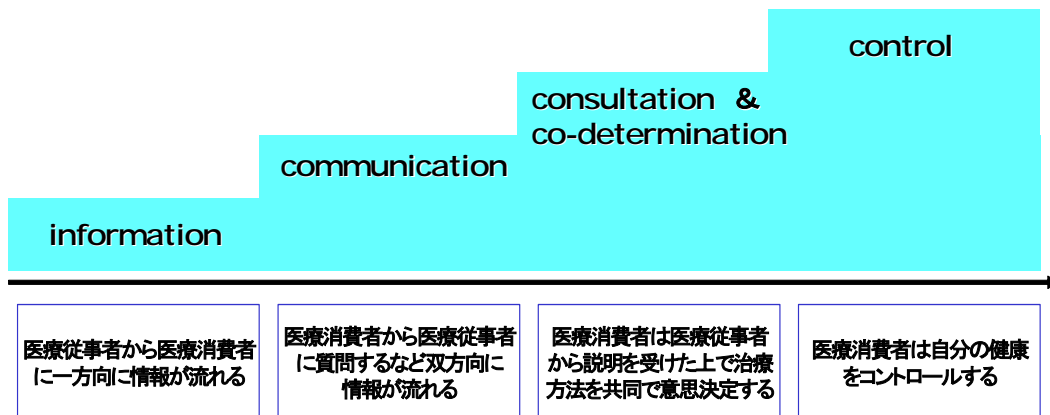 control
consultation &
co-determination
communication
information
医療従事者から医療消費者
に一方向に情報が流れる
医療消費者から医療従事者
に質問するなど双方向に
情報が流れる
医療消費者は医療従事者
から説明を受けた上で治療
方法を共同で意思決定する
医療消費者は自分の健康
をコントロールする